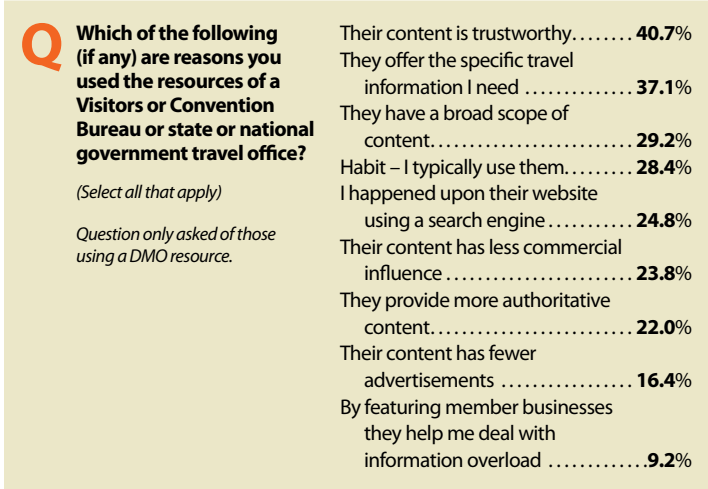 Q
Which of the following
(if any) are reasons you
used the resources of a
Visitors or Convention
Bureau or state or national
government travel office?
(Select all that apply)
Question only asked of those
using a DMO resource.
Their content is trustworthy........ 40.7%
They offer the specific travel
information I need .............. 37.1%
They have a broad scope of
content.......................... 29.2%
Habit – I typically use them......... 28.4%
I happened upon their website
using a search engine ........... 24.8%
Their content has less commercial
influence ........................ 23.8%
They provide more authoritative
content.......................... 22.0%
Their content has fewer
advertisements ................. 16.4%
By featuring member businesses
they help me deal with
information overload .............9.2%